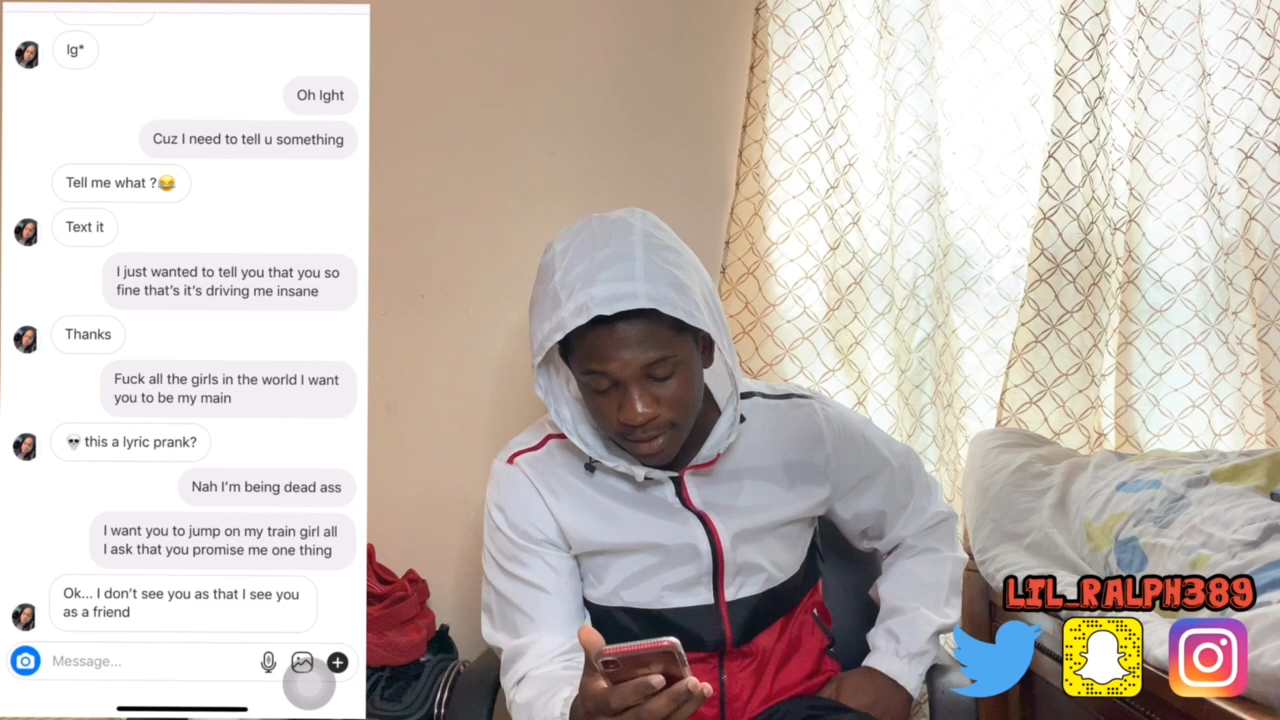 Ig*
Oh Ight
Cuz I need to tell u something
Tell me what ?😂
Text it
I just wanted to tell you that you so
fine that's it's driving me insane
Thanks
Fuck all the girls in the world I want
you to be my main
💀 this a lyric prank?
Nah I'm being dead ass
I want you to jump on my train girl all
I ask that you promise me one thing
Ok... I don't see you as that I see you
as a friend
Message...
LIL_RALPH389